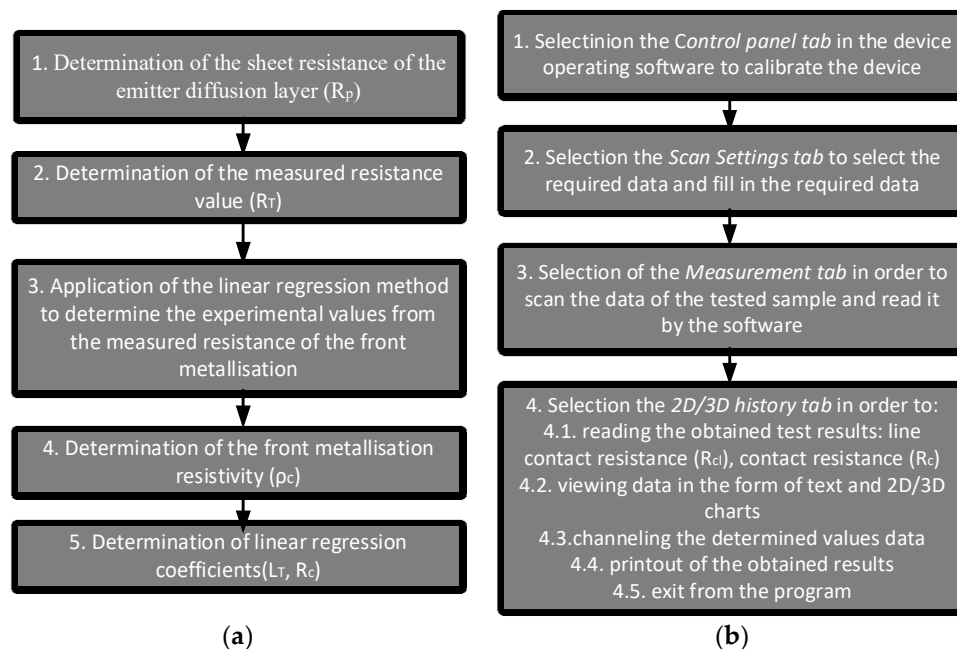 1. Determination of the sheet resistance of the
emitter diffusion layer (Rp)
2. Determination of the measured resistance
value (RT)
3. Application of the linear regression method
to determine the experimental values from
the measured resistance of the front
metallisation
4. Determination of the front metallisation
resistivity (ρc)
5. Determination of linear regression
coefficients(LT, Rc)
(a)
1. Selectinion the Control panel tab in the device
operating software to calibrate the device
2. Selection the Scan Settings tab to select the
required data and fill in the required data
3. Selection of the Measurement tab in order to
scan the data of the tested sample and read it
by the software
4. Selection the 2D/3D history tab in order to:
4.1. reading the obtained test results: line
contact resistance (Rcl), contact resistance (Rc)
4.2. viewing data in the form of text and 2D/3D
charts
4.3.channeling the determined values data
4.4. printout of the obtained results
4.5. exit from the program
(b)